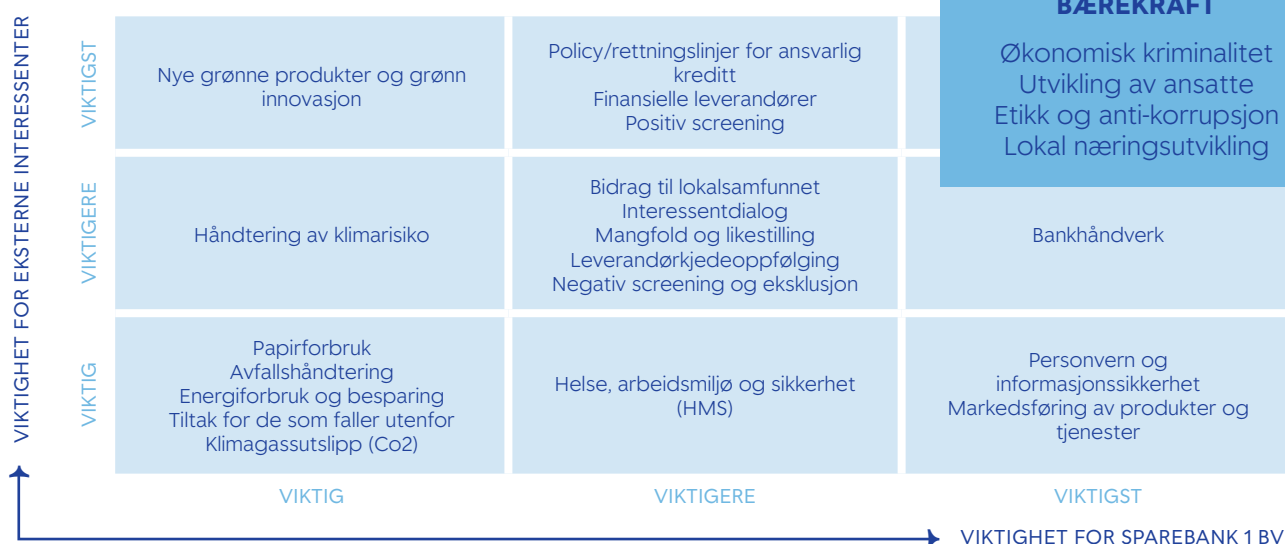 BÆREKRAFT
Økonomisk kriminalitet
Utvikling av ansatte
Etikk og anti-korrupsjon
Lokal næringsutvikling
VIKTIGHET FOR EKSTERNE INTERESSENTER
VIKTIGST
Nye grønne produkter og grønn
innovasjon
Policy/rettningslinjer for ansvarlig
kreditt
Finansielle leverandører
Positiv screening
VIKTIGERE
Håndtering av klimarisiko
Bidrag til lokalsamfunnet
Interessentdialog
Mangfold og likestilling
Leverandørkjedeoppfølging
Negativ screening og eksklusjon
Bankhåndverk
VIKTIG
Papirforbruk
Avfallshåndtering
Energiforbruk og besparing
Tiltak for de som faller utenfor
Klimagassutslipp (Co2)
Helse, arbeidsmiljø og sikkerhet
(HMS)
Personvern og
informasjonssikkerhet
Markedsføring av produkter og
tjenester
VIKTIG
VIKTIGERE
VIKTIGST
VIKTIGHET FOR SPAREBANK 1 BV